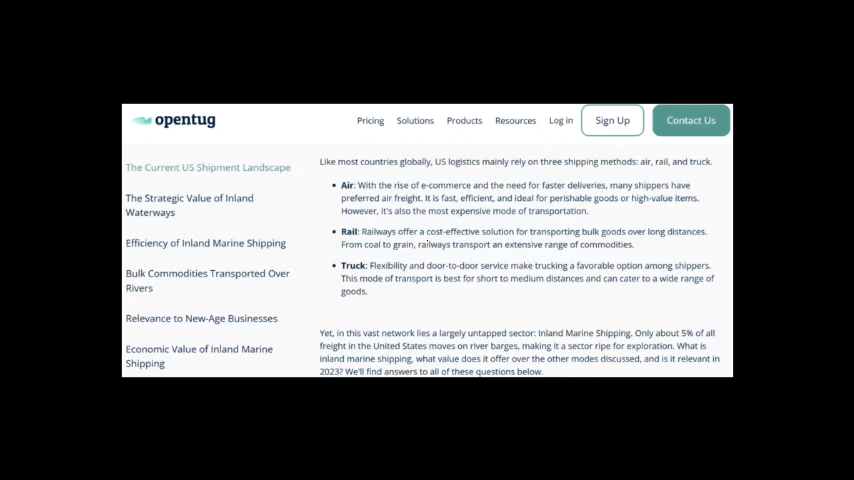 opentug
Pricing Solutions Products Resources Log in Sign Up Contact Us
The Current US Shipment Landscape
The Strategic Value of Inland
Waterways
Efficiency of Inland Marine Shipping
Bulk Commodities Transported Over
Rivers
Relevance to New-Age Businesses
Economic Value of Inland Marine
Shipping
Like most countries globally, US logistics mainly rely on three shipping methods: air, rail, and truck.
• Air: With the rise of e-commerce and the need for faster deliveries, many shippers have
preferred air freight. It is fast, efficient, and ideal for perishable goods or high-value items.
However, it's also the most expensive mode of transportation.
• Rail: Railways offer a cost-effective solution for transporting bulk goods over long distances.
From coal to grain, railways transport an extensive range of commodities.
• Truck: Flexibility and door-to-door service make trucking a favorable option among shippers.
This mode of transport is best for short to medium distances and can cater to a wide range of
goods.
Yet, in this vast network lies a largely untapped sector: Inland Marine Shipping. Only about 5% of all
freight in the United States moves on river barges, making it a sector ripe for exploration. What is
inland marine shipping, what value does it offer over the other modes discussed, and is it relevant in
2023? We'll find answers to all of these questions below.